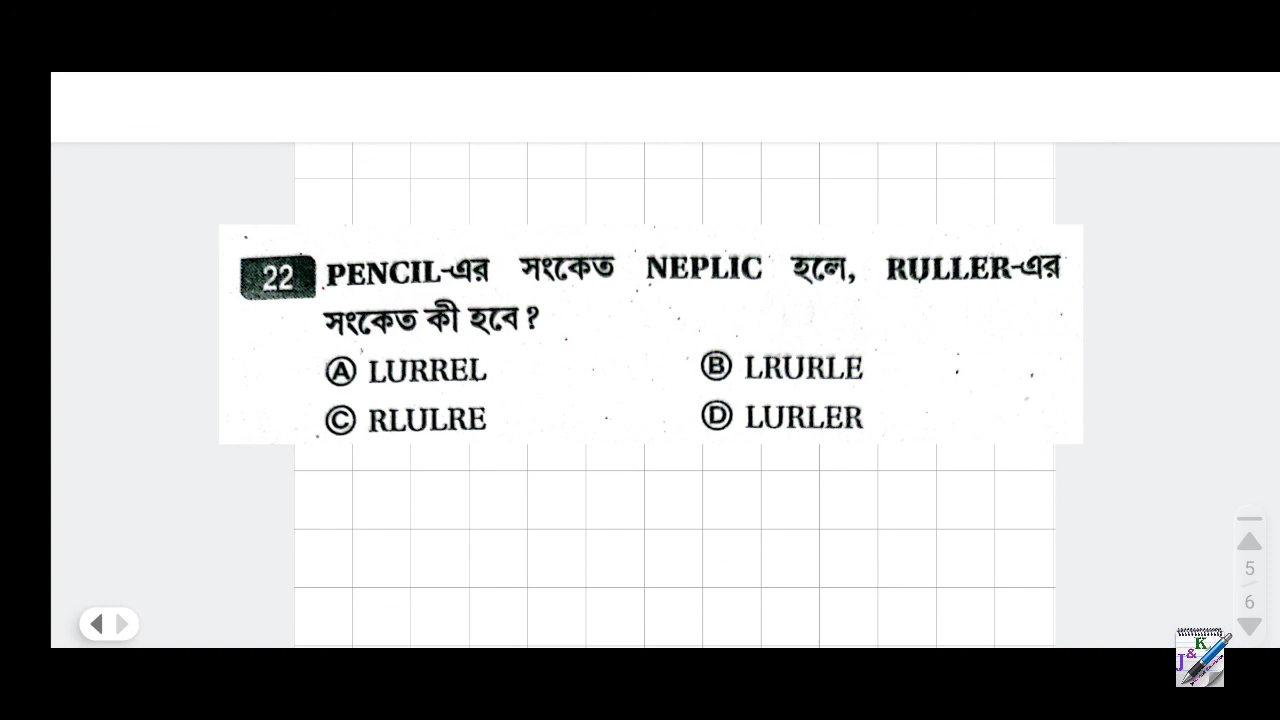 22 PENCIL-এর সংকেত NEPLIC হলে, RULLER-এর
সংকেত কী হবে ?
Ⓐ LURREL Ⓑ LRURLE
Ⓒ RLULRE Ⓓ LURLER
5
6
J&K